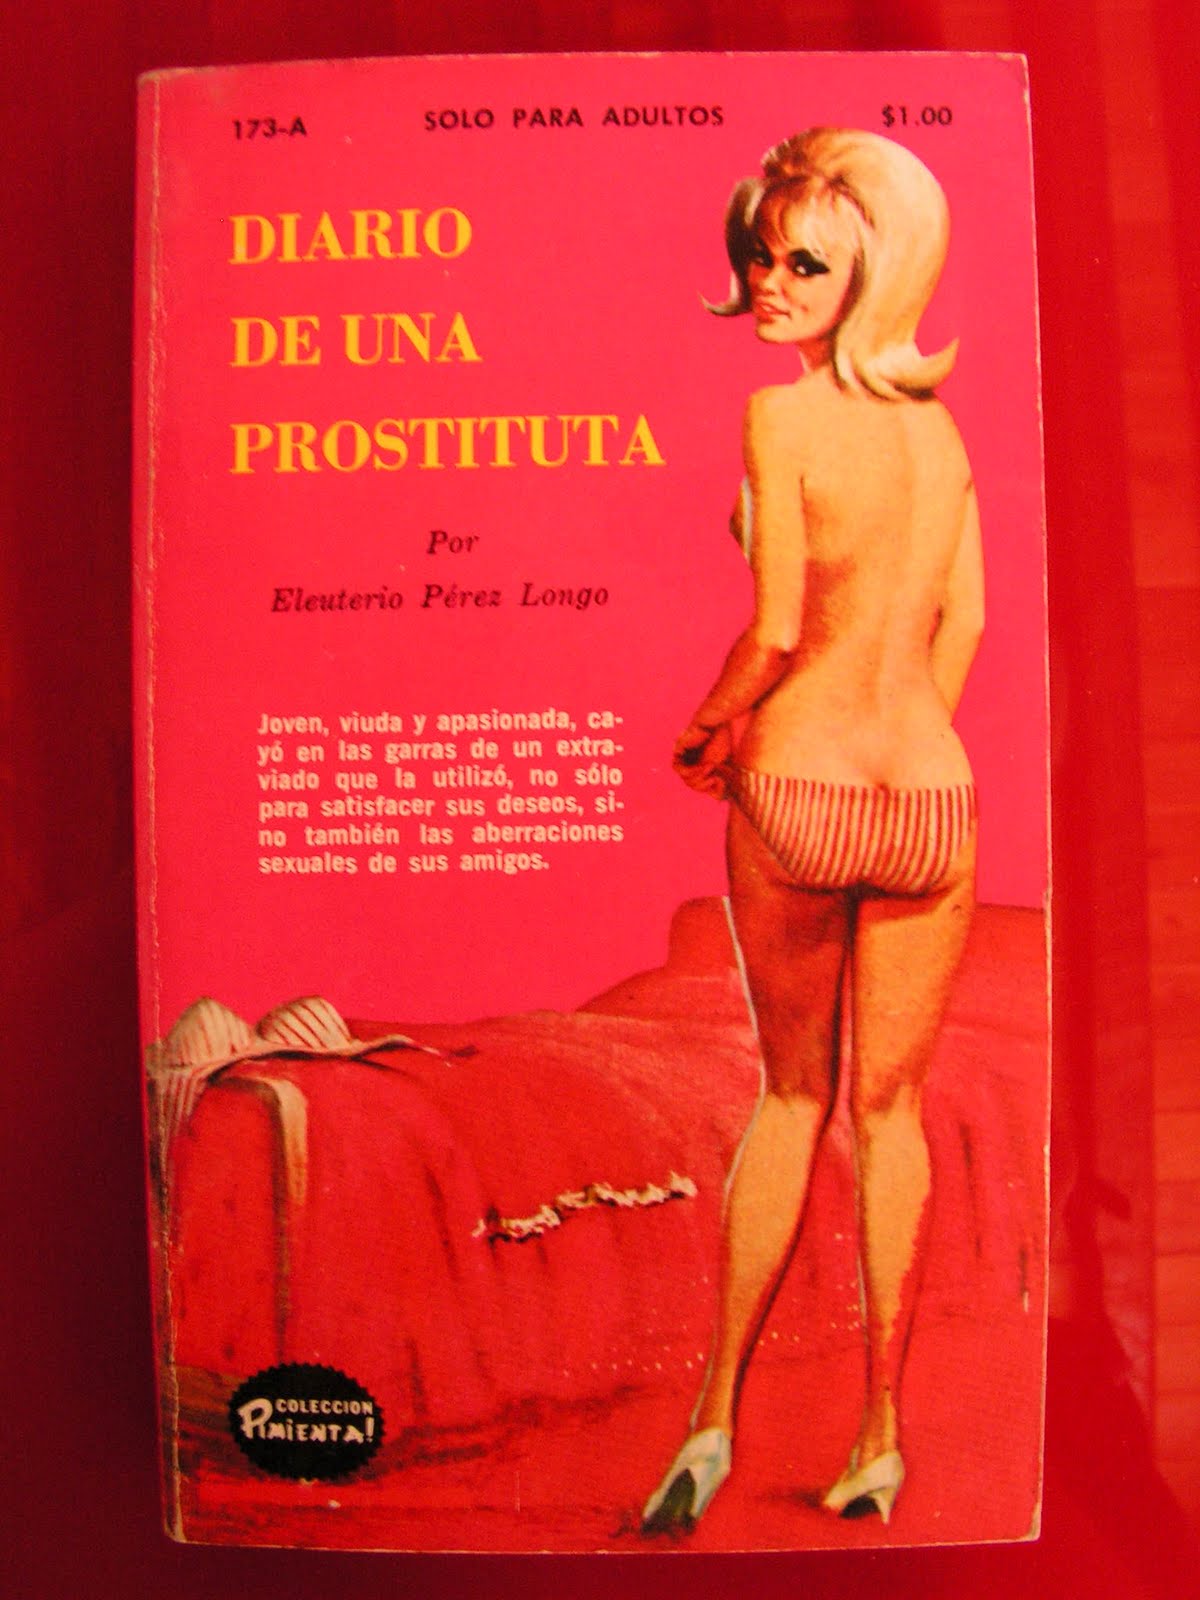 173-A SOLO PARA ADULTOS $1.00
DIARIO
DE UNA
PROSTITUTA
Por
Eleuterio Pérez Longo
Joven, viuda y apasionada, ca-
yó en las garras de un extra-
viado que la utilizó, no sólo
para satisfacer sus deseos, si-
no también las aberraciones
sexuales de sus amigos.
COLECCION
PIMIENTA!